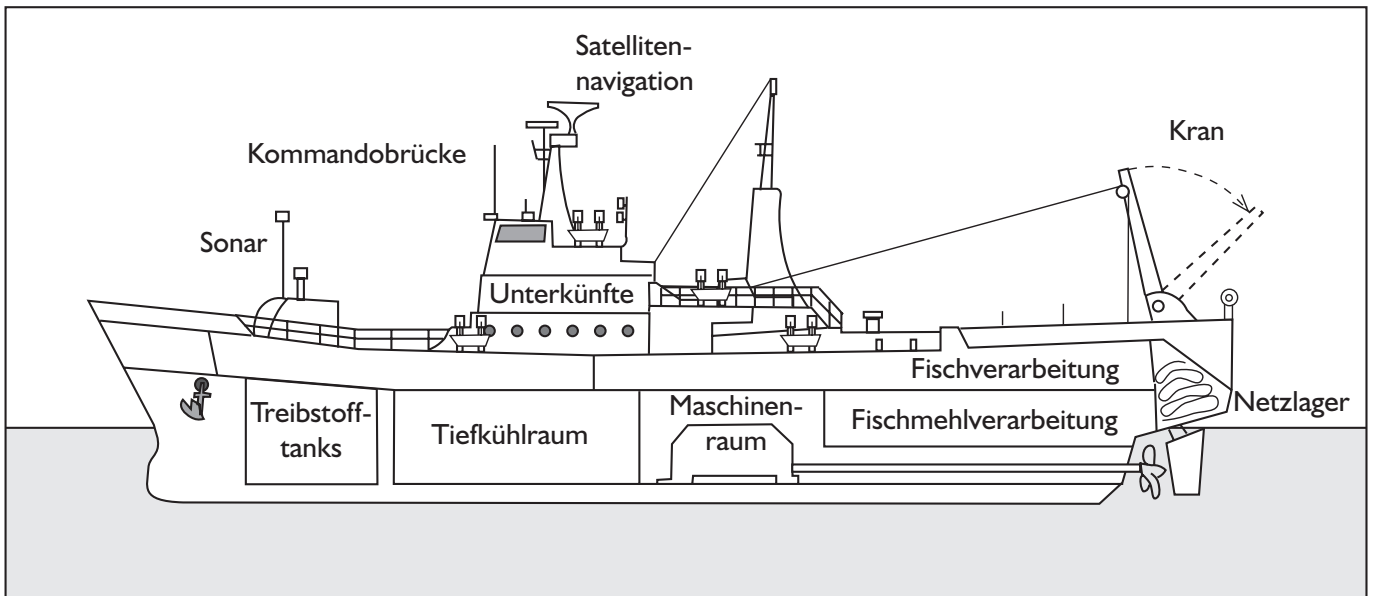 Satelliten-
navigation
Kran
Kommandobrücke
Sonar
Unterkünfte
Fischverarbeitung
Treibstoff-
tanks
Tiefkühlraum
Maschinen-
raum
Fischmehlverarbeitung
Netzlager